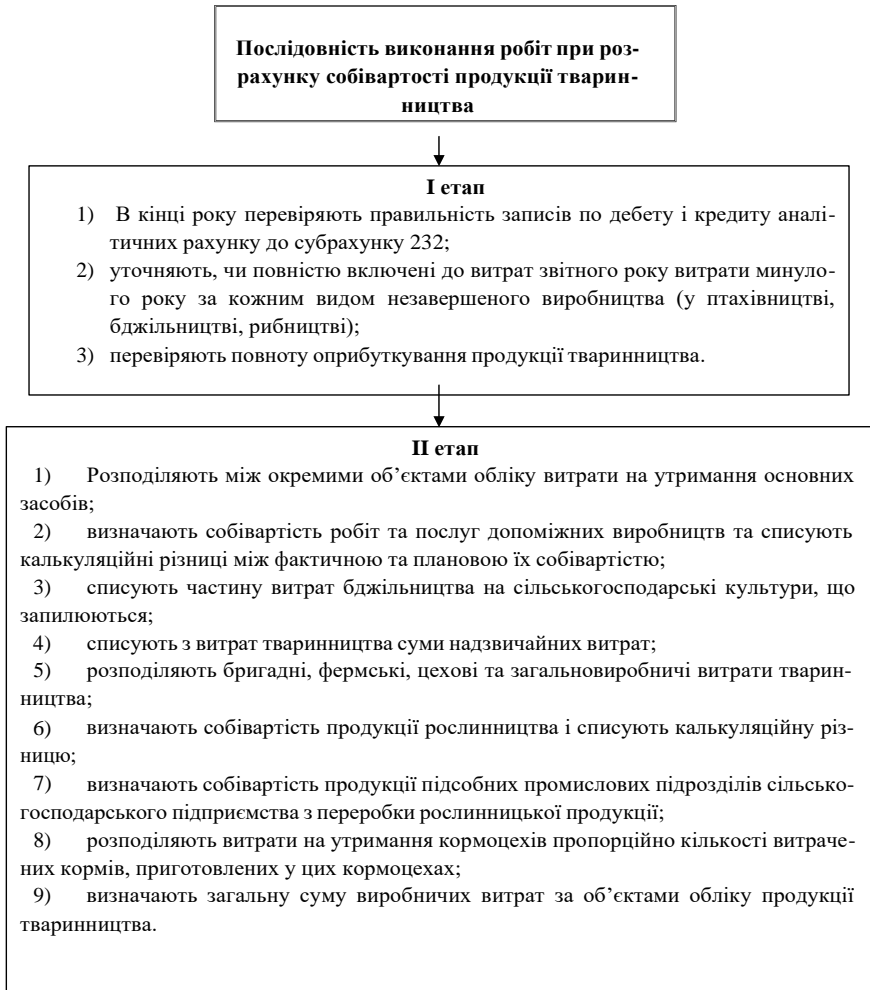 Послідовність виконання робіт при роз-
рахунку собівартості продукції тварин-
ництва
І етап
1) В кінці року перевіряють правильність записів по дебету і кредиту аналі-
тичних рахунку до субрахунку 232;
2) уточняють, чи повністю включені до витрат звітного року витрати минуло-
го року за кожним видом незавершеного виробництва (у птахівництві,
бджільництві, рибництві);
3) перевіряють повноту оприбуткування продукції тваринництва.
ІІ етап
1) Розподіляють між окремими об’єктами обліку витрати на утримання основних
засобів;
2) визначають собівартість робіт та послуг допоміжних виробництв та списують
калькуляційні різниці між фактичною та плановою їх собівартістю;
3) списують частину витрат бджільництва на сільськогосподарські культури, що
запилюються;
4) списують з витрат тваринництва суми надзвичайних витрат;
5) розподіляють бригадні, фермські, цехові та загальновиробничі витрати тварин-
ництва;
6) визначають собівартість продукції рослинництва і списують калькуляційну різ-
ницю;
7) визначають собівартість продукції підсобних промислових підрозділів сільсько-
господарського підприємства з переробки рослинницької продукції;
8) розподіляють витрати на утримання кормоцехів пропорційно кількості витраче-
них кормів, приготовлених у цих кормоцехах;
9) визначають загальну суму виробничих витрат за об’єктами обліку продукції
тваринництва.